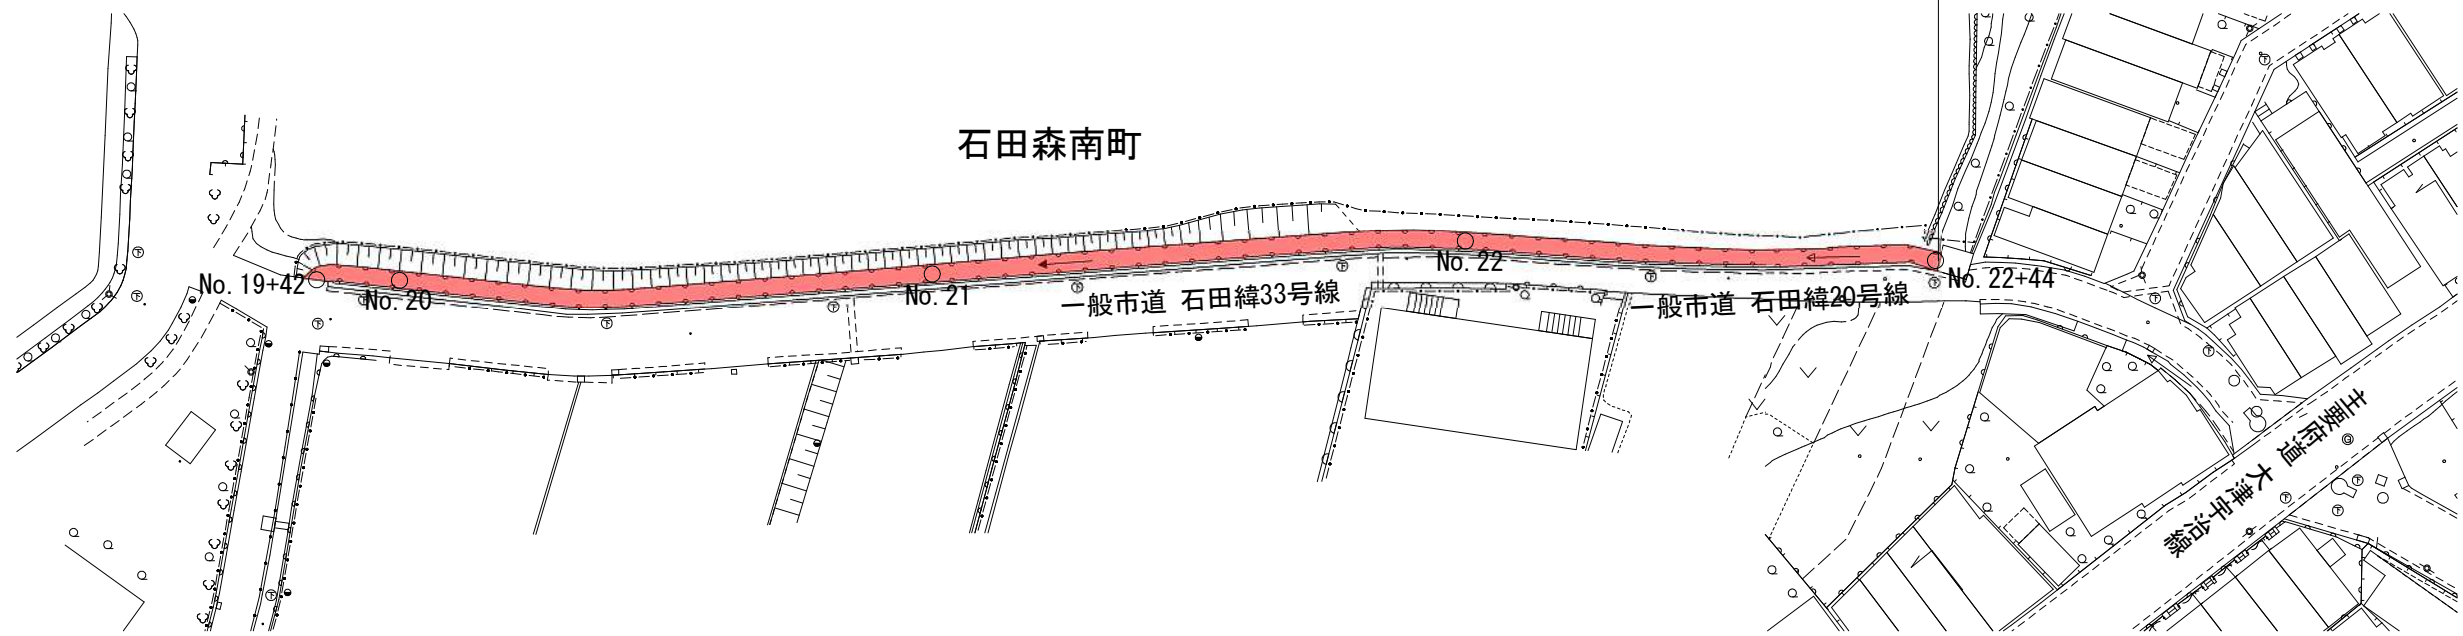 石田森南町
No.19+42
No.20
No.21
No.22
No.22+44
一般市道 石田緯33号線
一般市道 石田緯20号線
主要府道 大津宇治線